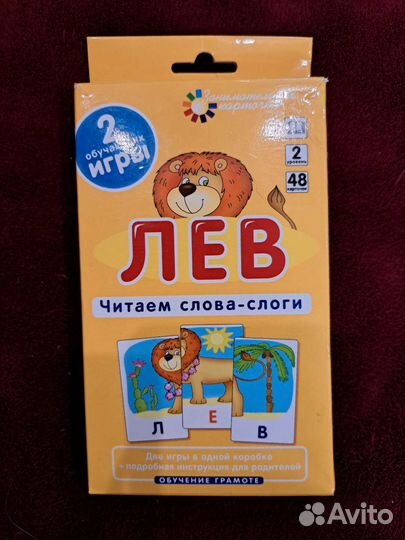 Занимательные
карточки
2
обучающих
игры
2
уровень
48
карточек
ЛЕВ
Читаем слова-слоги
Л Е В
Две игры в одной коробке
+ подробная инструкция для родителей
ОБУЧЕНИЕ ГРАМОТЕ
Avito